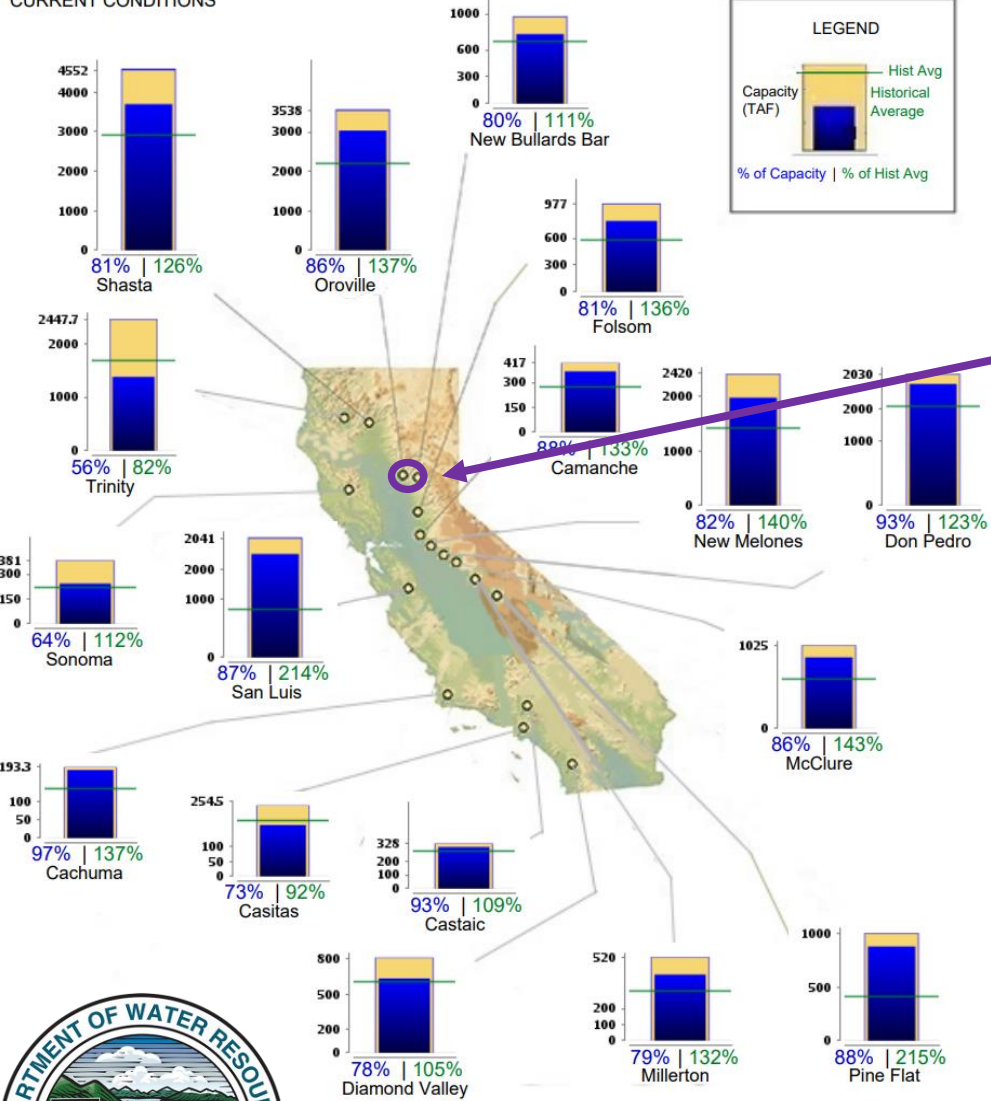 CURRENT CONDITIONS
1000
600
300
0
80% | 111%
New Bullards Bar
LEGEND
Hist Avg
Capacity
(TAF)
Historical
Average
% of Capacity | % of Hist Avg
4552
4000
3000
2000
1000
0
81% | 126%
Shasta
3538
3000
2000
1000
0
86% | 137%
Oroville
977
600
300
0
81% | 136%
Folsom
2447.7
2000
1000
0
56% | 82%
Trinity
417
300
150
0
88% | 133%
Camanche
2420
2000
1000
0
82% | 140%
New Melones
2030
2000
1000
0
93% | 123%
Don Pedro
381
300
150
0
64% | 112%
Sonoma
2041
2000
1000
0
87% | 214%
San Luis
1025
0
86% | 143%
McClure
193.3
100
50
0
97% | 137%
Cachuma
254.5
100
50
0
73% | 92%
Casitas
328
200
100
0
93% | 109%
Castaic
800
500
200
0
78% | 105%
Diamond Valley
520
200
100
0
79% | 132%
Millerton
1000
500
0
88% | 215%
Pine Flat
RTMENT OF WATER RESOU